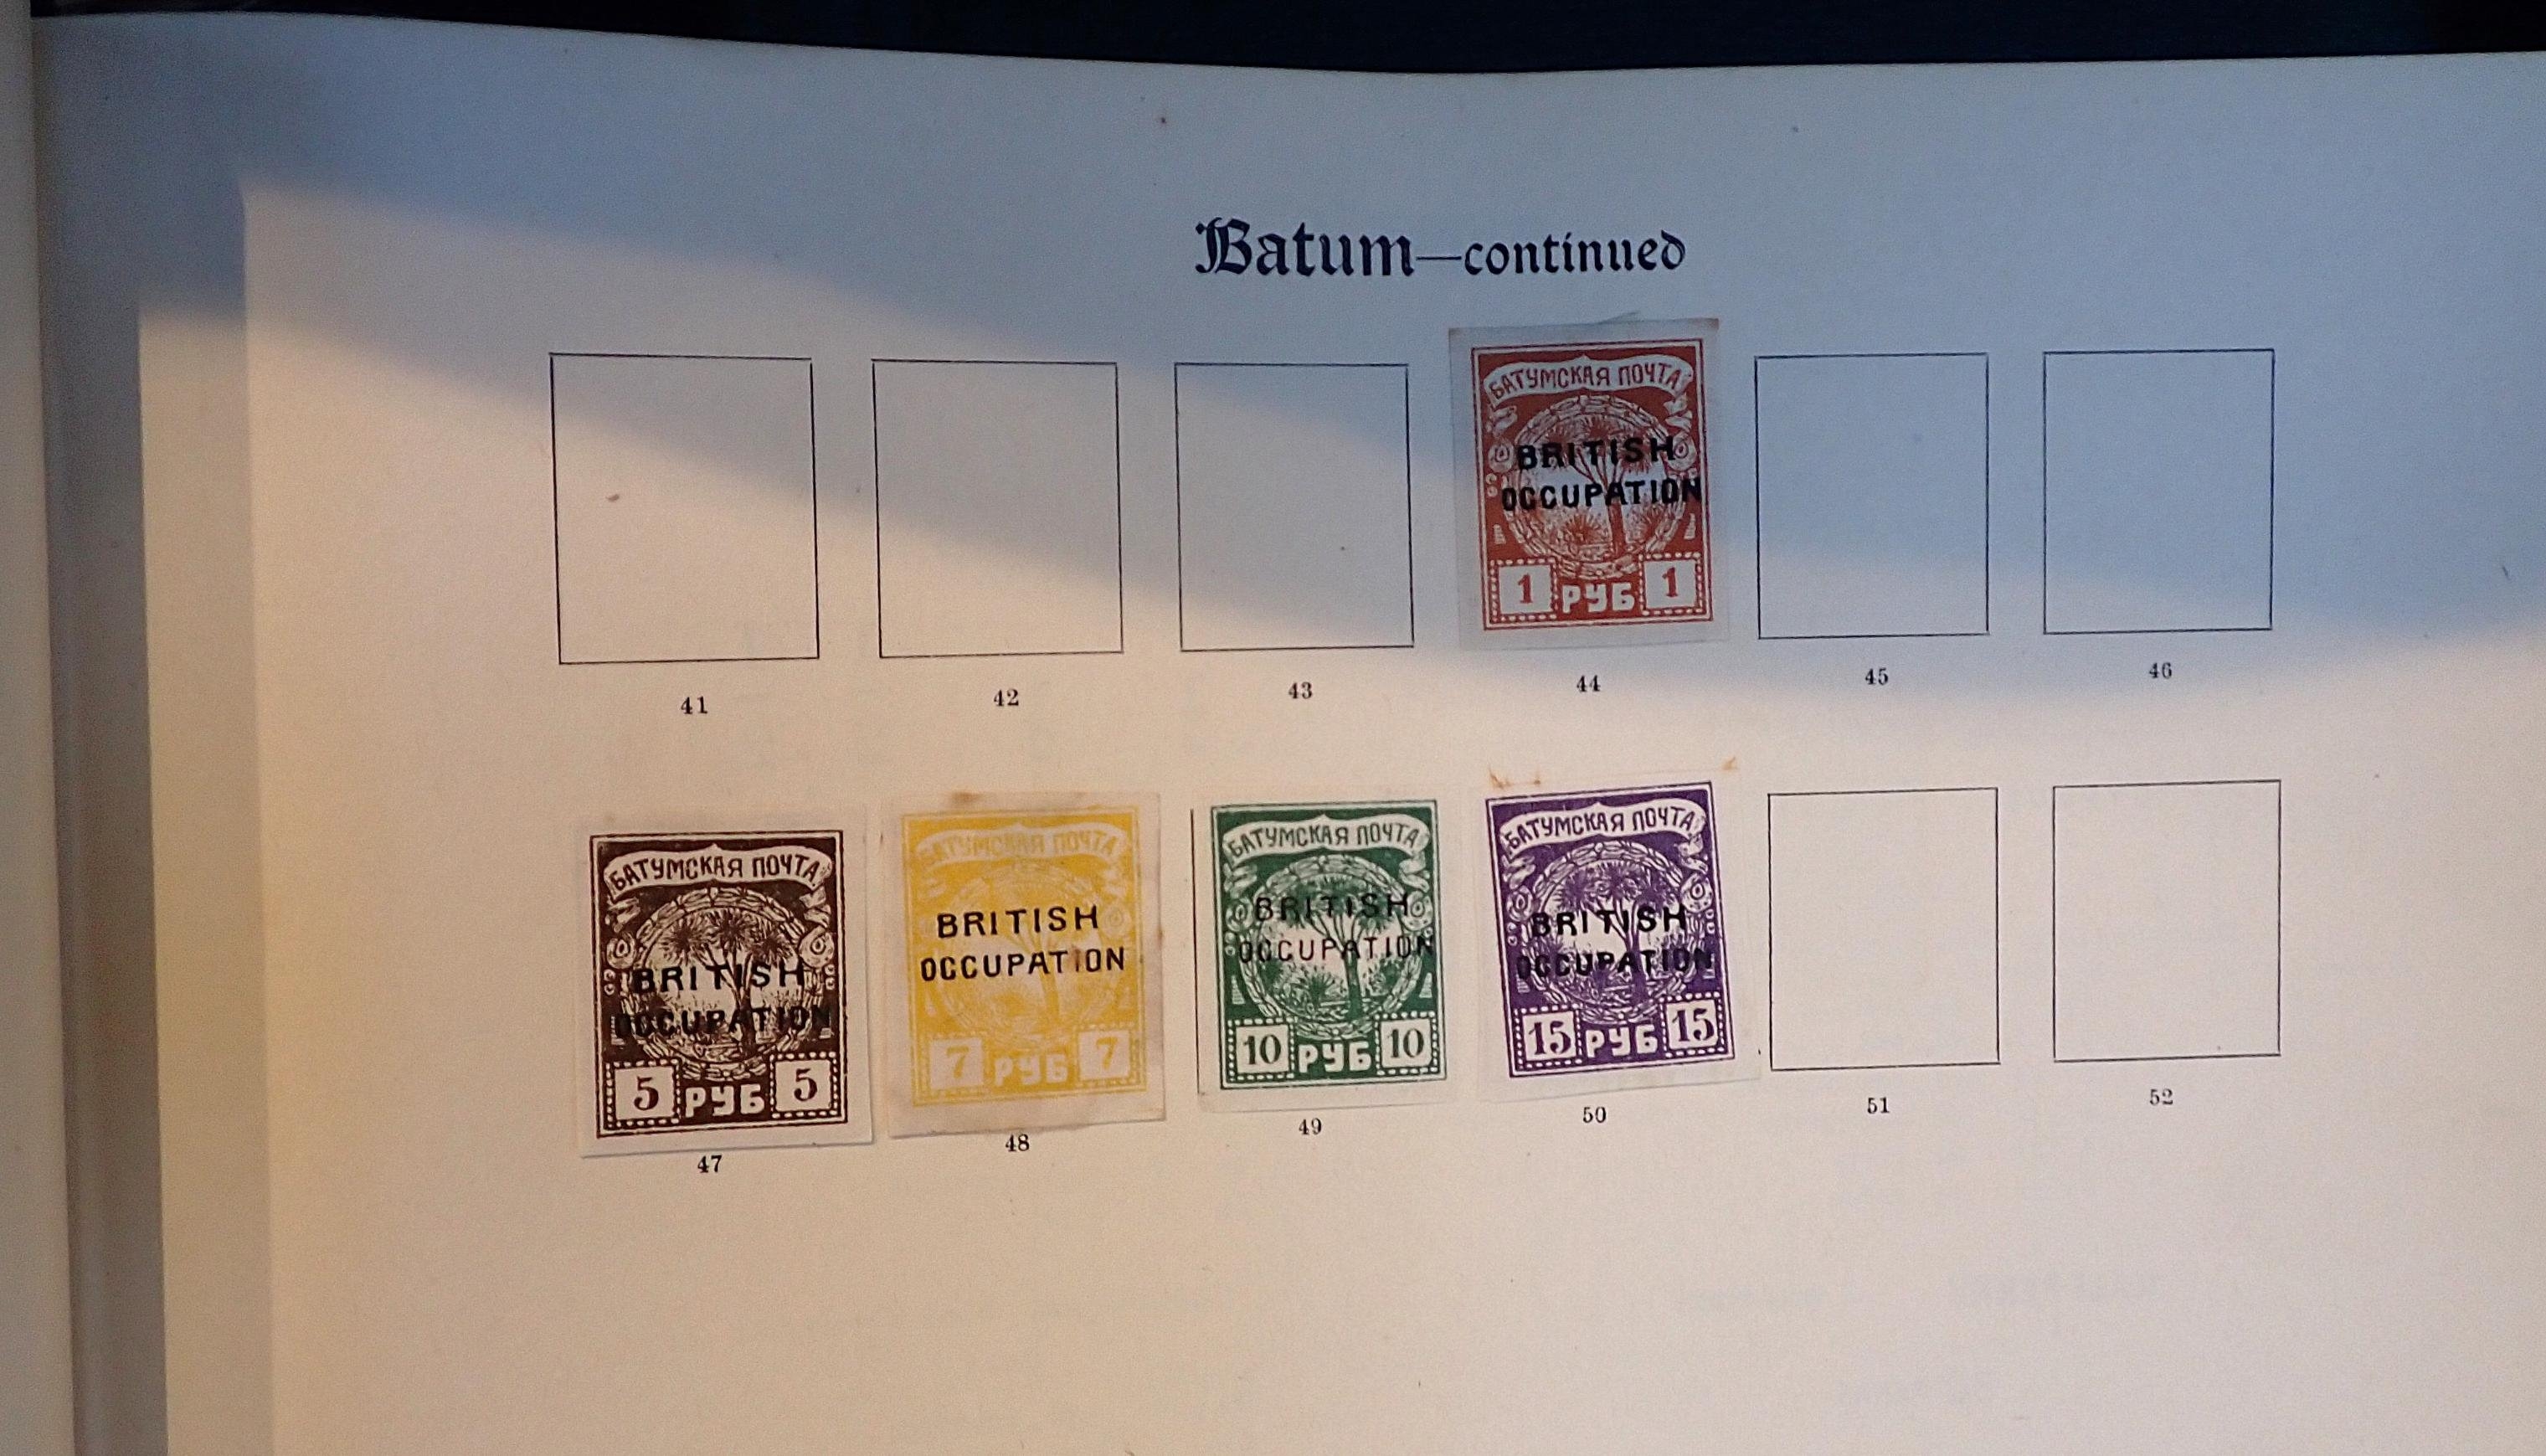 Batum—continued
БАТУМСКАЯ ПОЧТА
BRITISH
OCCUPATION
1 РУБ 1
41
42
43
44
45
46
БАТУМСКАЯ ПОЧТА
BRITISH
OCCUPATION
5 РУБ 5
БАТУМСКАЯ ПОЧТА
BRITISH
OCCUPATION
7 РУБ 7
БАТУМСКАЯ ПОЧТА
BRITISH
OCCUPATION
10 РУБ 10
БАТУМСКАЯ ПОЧТА
BRITISH
OCCUPATION
15 РУБ 15
47
48
49
50
51
52